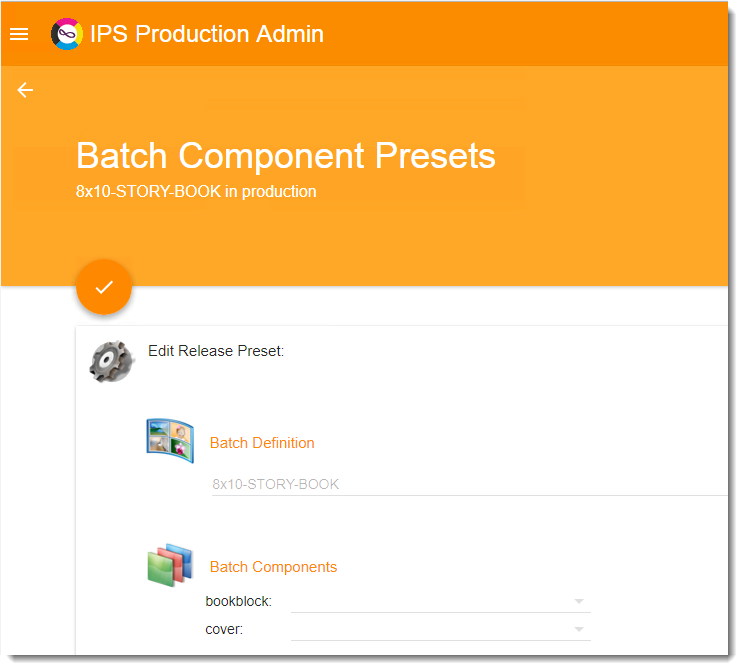 IPS Production Admin
Batch Component Presets
8x10-STORY-BOOK in production
Edit Release Preset:
Batch Definition
8x10-STORY-BOOK
Batch Components
bookblock:
cover: